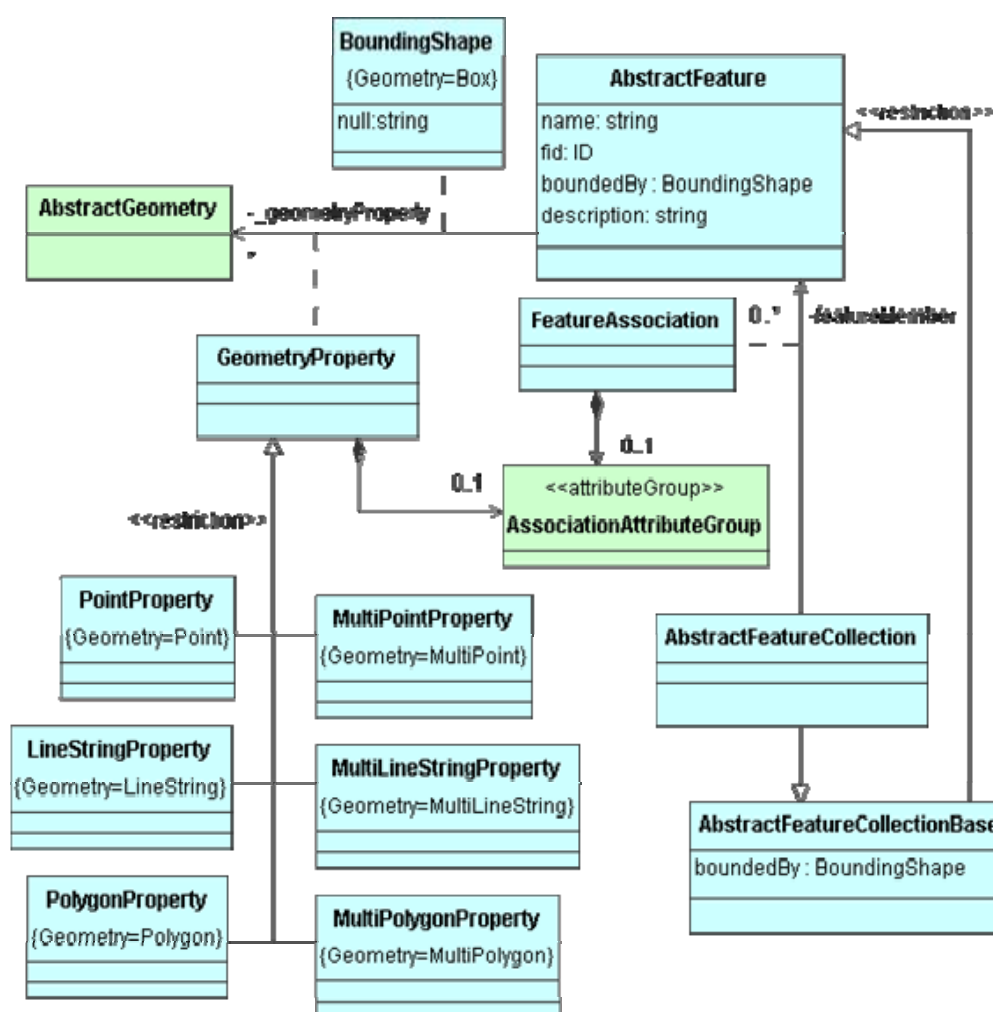 BoundingShape
{Geometry=Box}
null:string
AbstractFeature
name: string
fid: ID
boundedBy : BoundingShape
description: string
<<restriction>>
AbstractGeometry
-_geometryProperty
*
FeatureAssociation
0..*
-featureMember
GeometryProperty
0..1
0..1
<<attributeGroup>>
AssociationAttributeGroup
<<restriction>>
PointProperty
{Geometry=Point}
MultiPointProperty
{Geometry=MultiPoint}
AbstractFeatureCollection
LineStringProperty
{Geometry=LineString}
MultiLineStringProperty
{Geometry=MultiLineString}
AbstractFeatureCollectionBase
boundedBy : BoundingShape
PolygonProperty
{Geometry=Polygon}
MultiPolygonProperty
{Geometry=MultiPolygon}